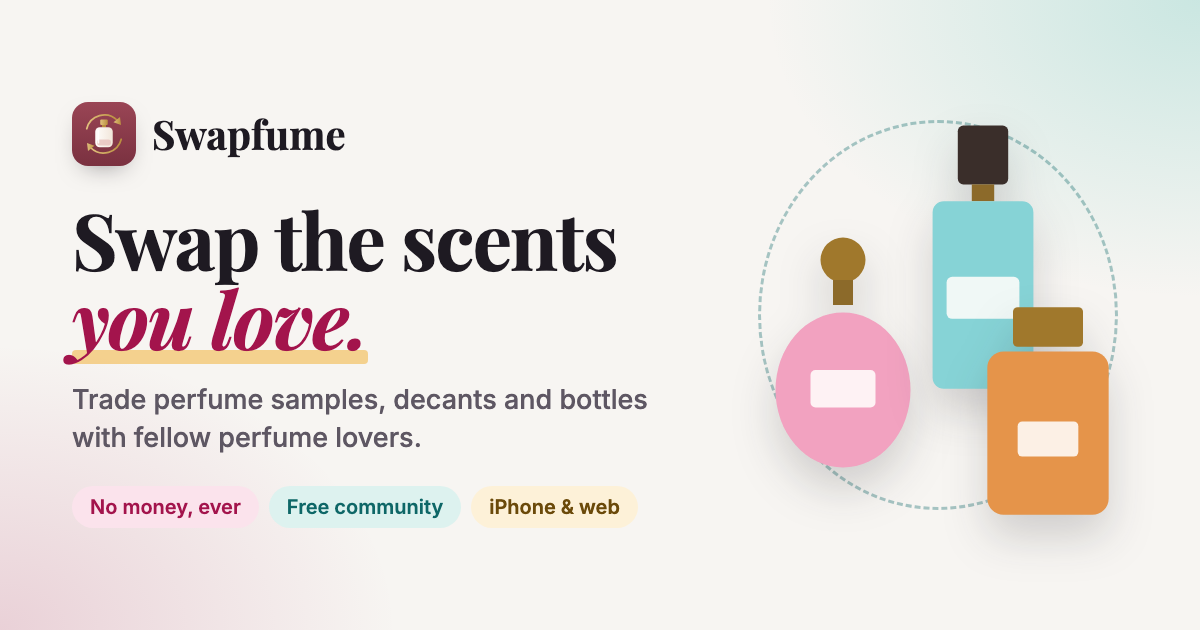 Swapfume
Swap the scents
you love.
Trade perfume samples, decants and bottles
with fellow perfume lovers.
No money, ever
Free community
iPhone & web